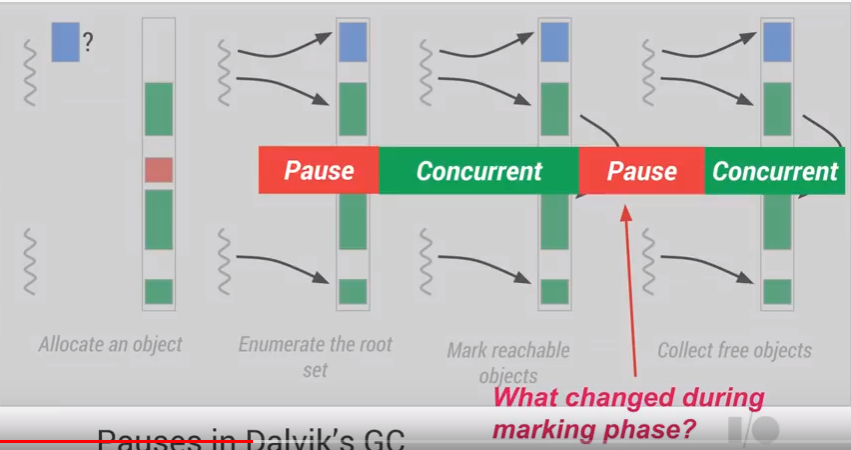 ?
Pause
Concurrent
Pause
Concurrent
Allocate an object
Enumerate the root
set
Mark reachable
objects
Collect free objects
What changed during
marking phase?
Pauses in Dalvik's GC
I/O